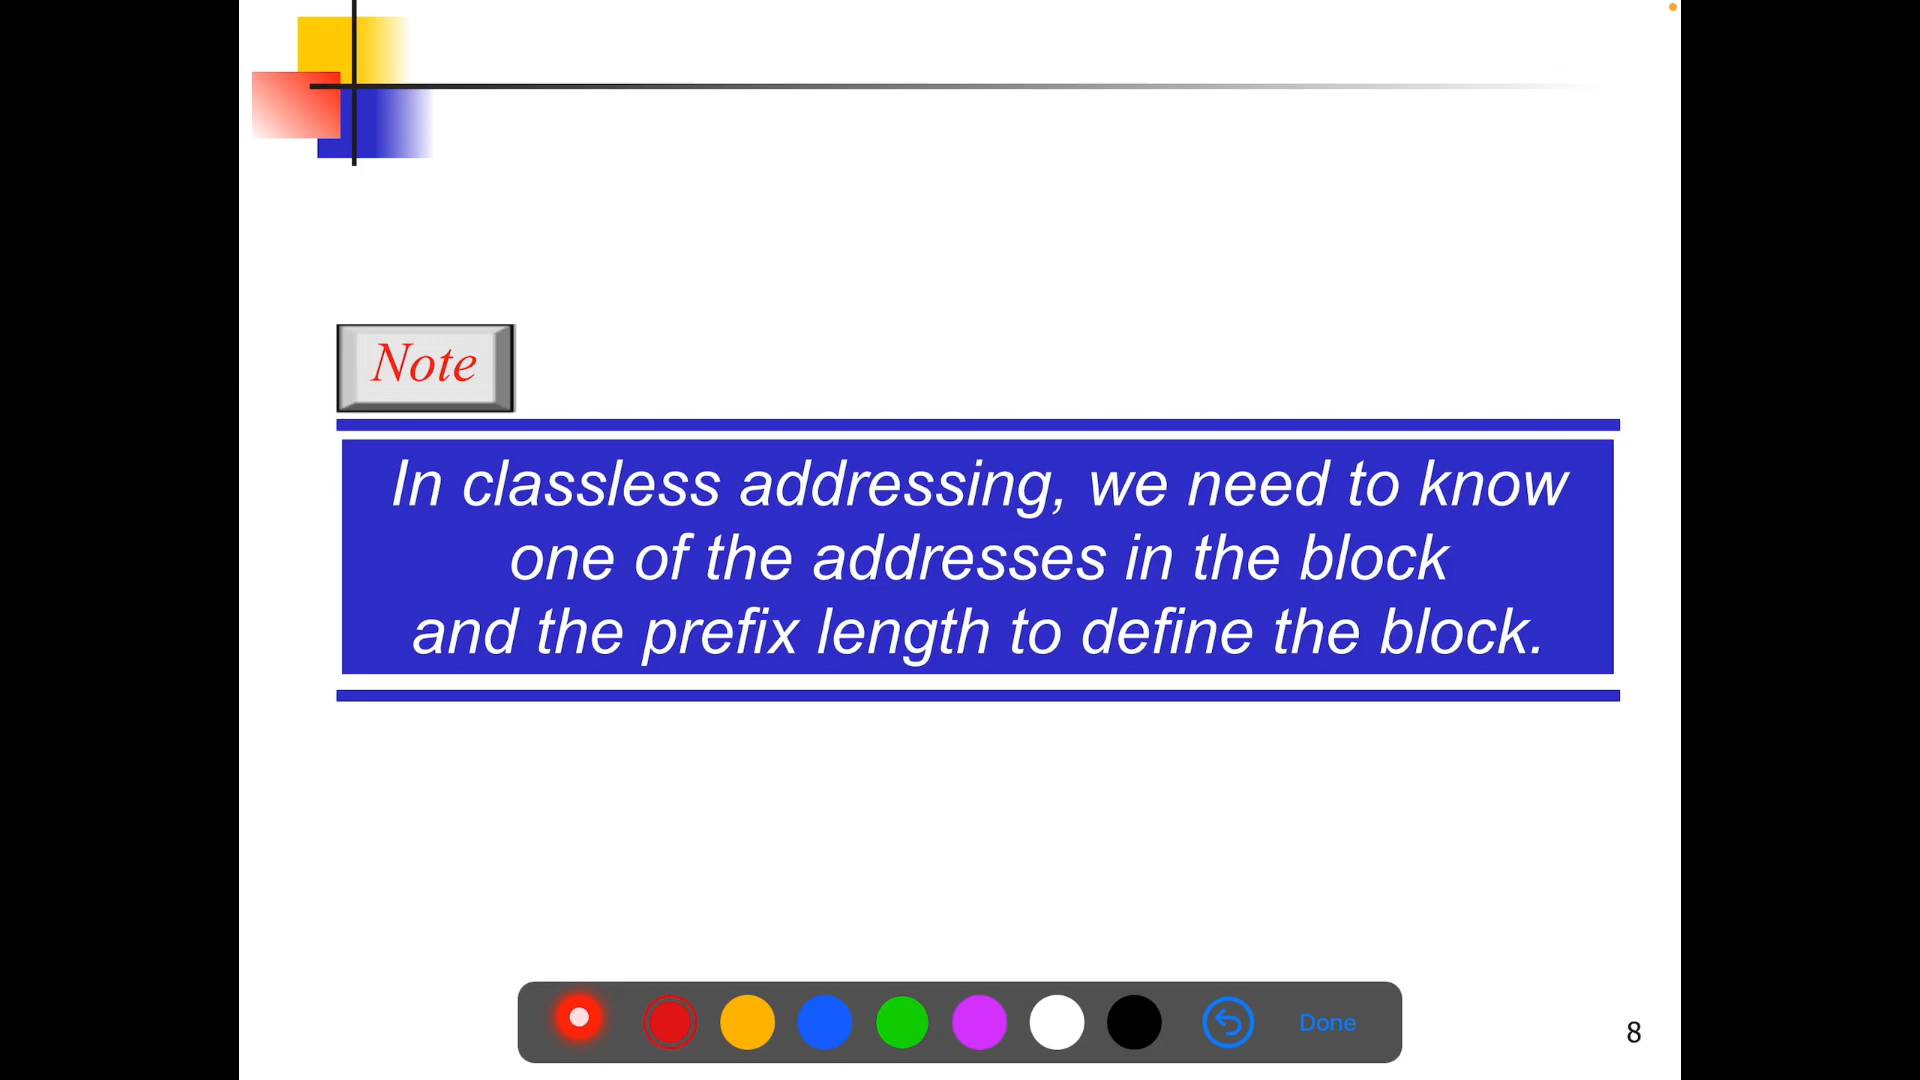 Note
In classless addressing, we need to know
one of the addresses in the block
and the prefix length to define the block.
Done
8